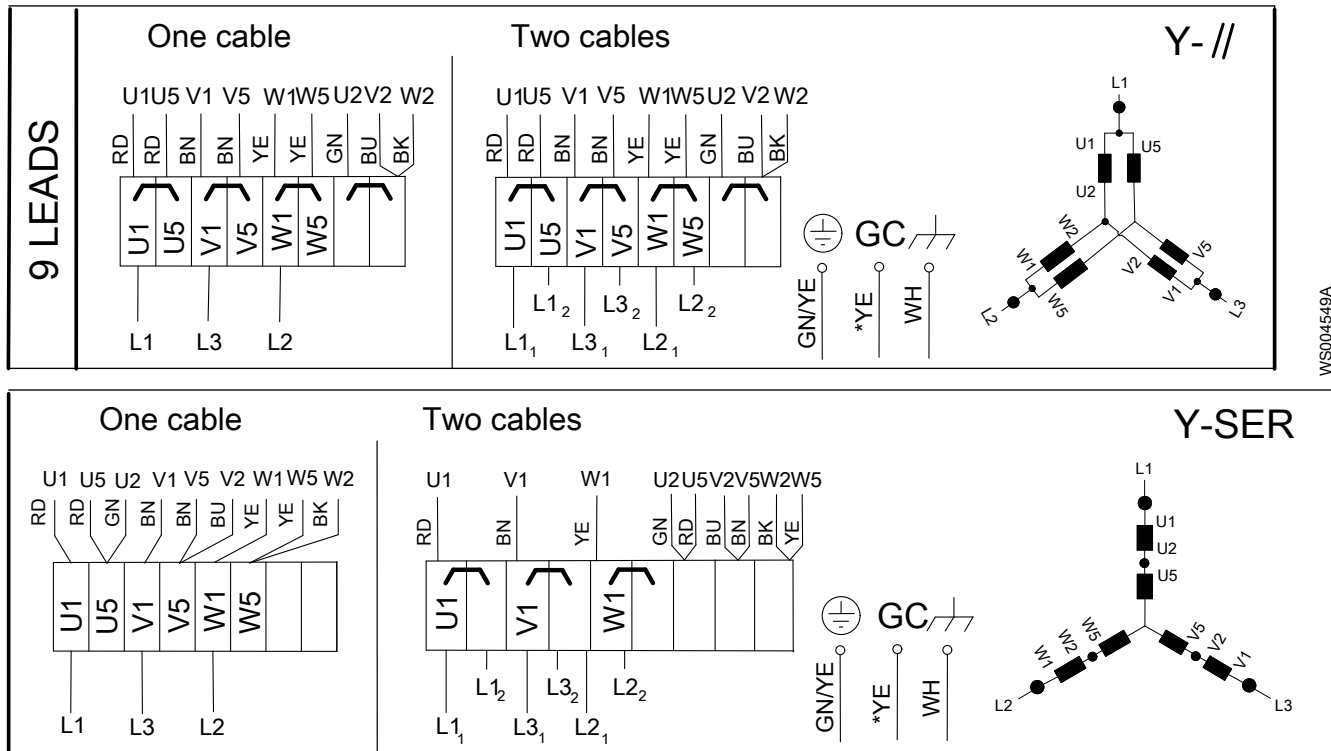 9 LEADS
One cable
Two cables
Y-//
U1 U5 V1 V5 W1 W5 U2 V2 W2
RD RD BN BN YE YE GN BU BK
U1 U5 V1 V5 W1 W5
L1 L3 L2
U1 U5 V1 V5 W1 W5 U2 V2 W2
RD RD BN BN YE YE GN BU BK
U1 U5 V1 V5 W1 W5
L1₂ L3₂ L2₂
L1₁ L3₁ L2₁
GC
GN/YE *YE WH
L1
U1 U5
U2
W2 V5
W1 V2
W5 V1
L2 L3
WS004549A
One cable
Two cables
Y-SER
U1 U5 U2 V1 V5 V2 W1 W5 W2
RD RD GN BN BN BU YE YE BK
U1 U5 V1 V5 W1 W5
L1 L3 L2
U1 V1 W1 U2 U5 V2 V5 W2 W5
RD BN YE GN RD BU BN BK YE
U1 V1 W1
L1₂ L3₂ L2₂
L1₁ L3₁ L2₁
GC
GN/YE *YE WH
L1
U1
U2
U5
W5 V5
W2 V2
W1 V1
L2 L3